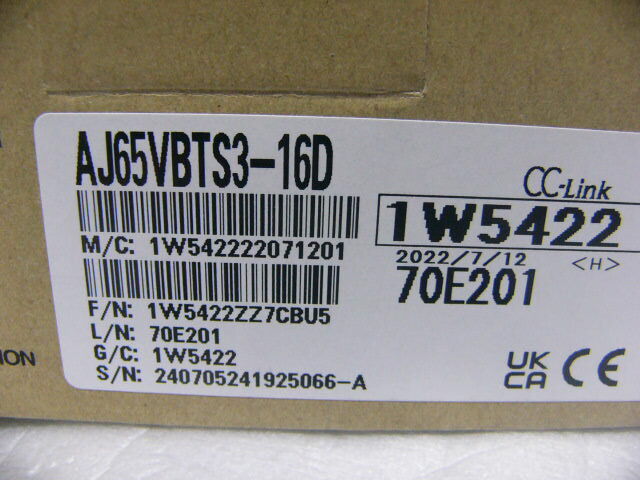 AJ65VBTS3-16D
CC-Link
1W5422
M/C: 1W542222071201
2022/7/12 <H>
70E201
F/N: 1W5422ZZ7CBU5
L/N: 70E201
G/C: 1W5422
S/N: 240705241925066-A
UK
CA CE
ION